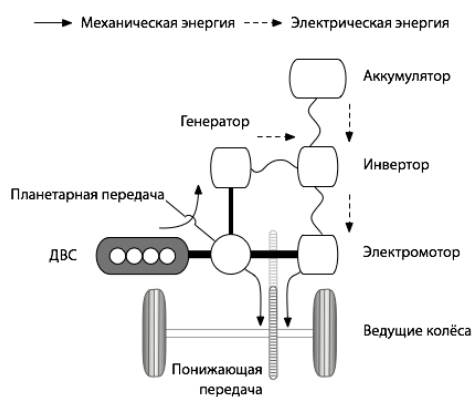 Механическая энергия
Электрическая энергия
Аккумулятор
Генератор
Инвертор
Планетарная передача
ДВС
Электромотор
Ведущие колёса
Понижающая
передача